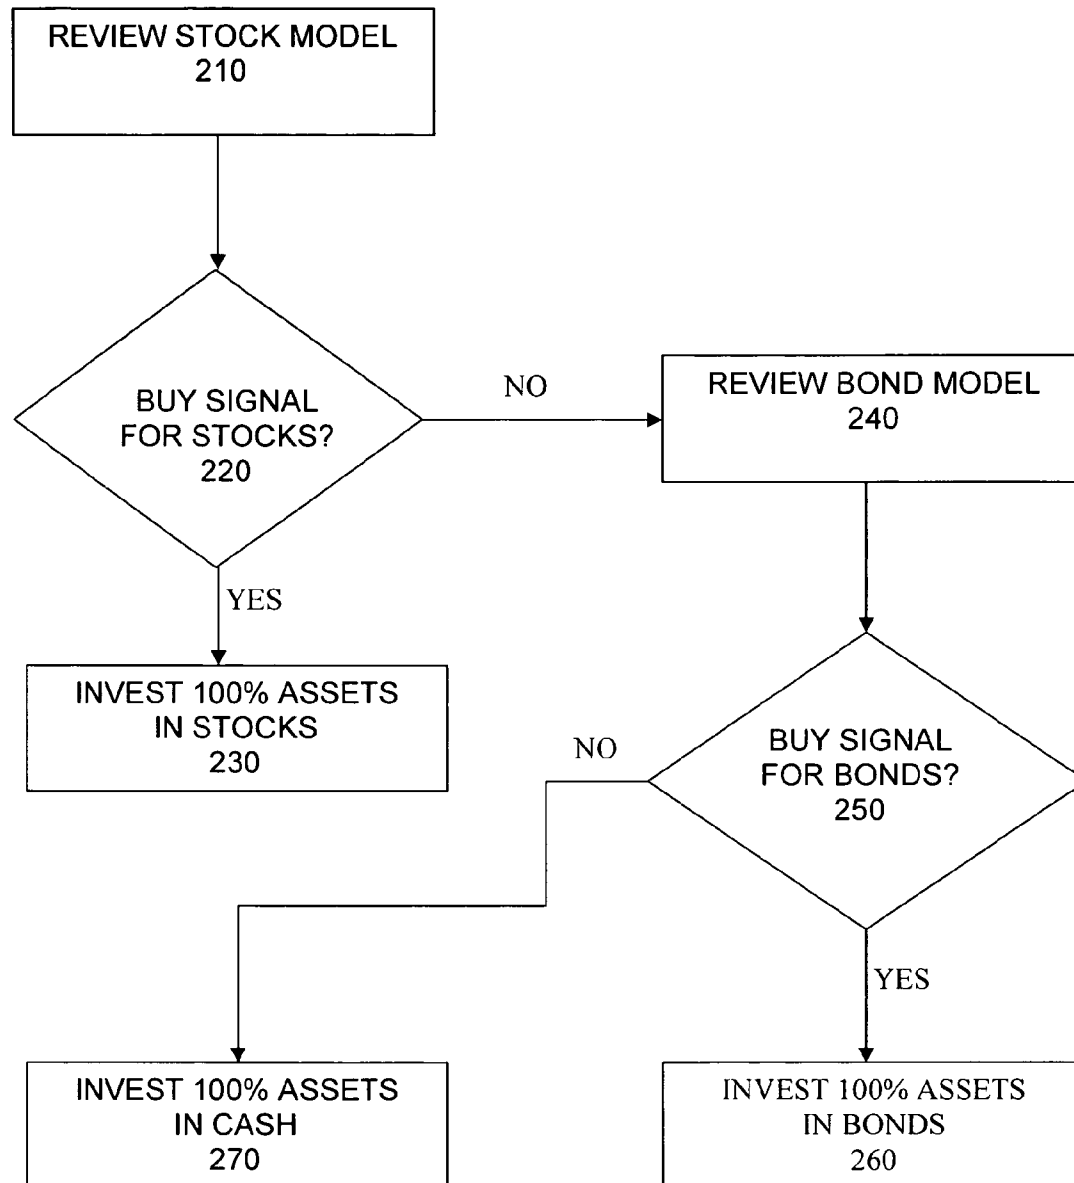 REVIEW STOCK MODEL
210
BUY SIGNAL
FOR STOCKS?
220
NO
REVIEW BOND MODEL
240
YES
INVEST 100% ASSETS
IN STOCKS
230
NO
BUY SIGNAL
FOR BONDS?
250
YES
INVEST 100% ASSETS
IN CASH
270
INVEST 100% ASSETS
IN BONDS
260